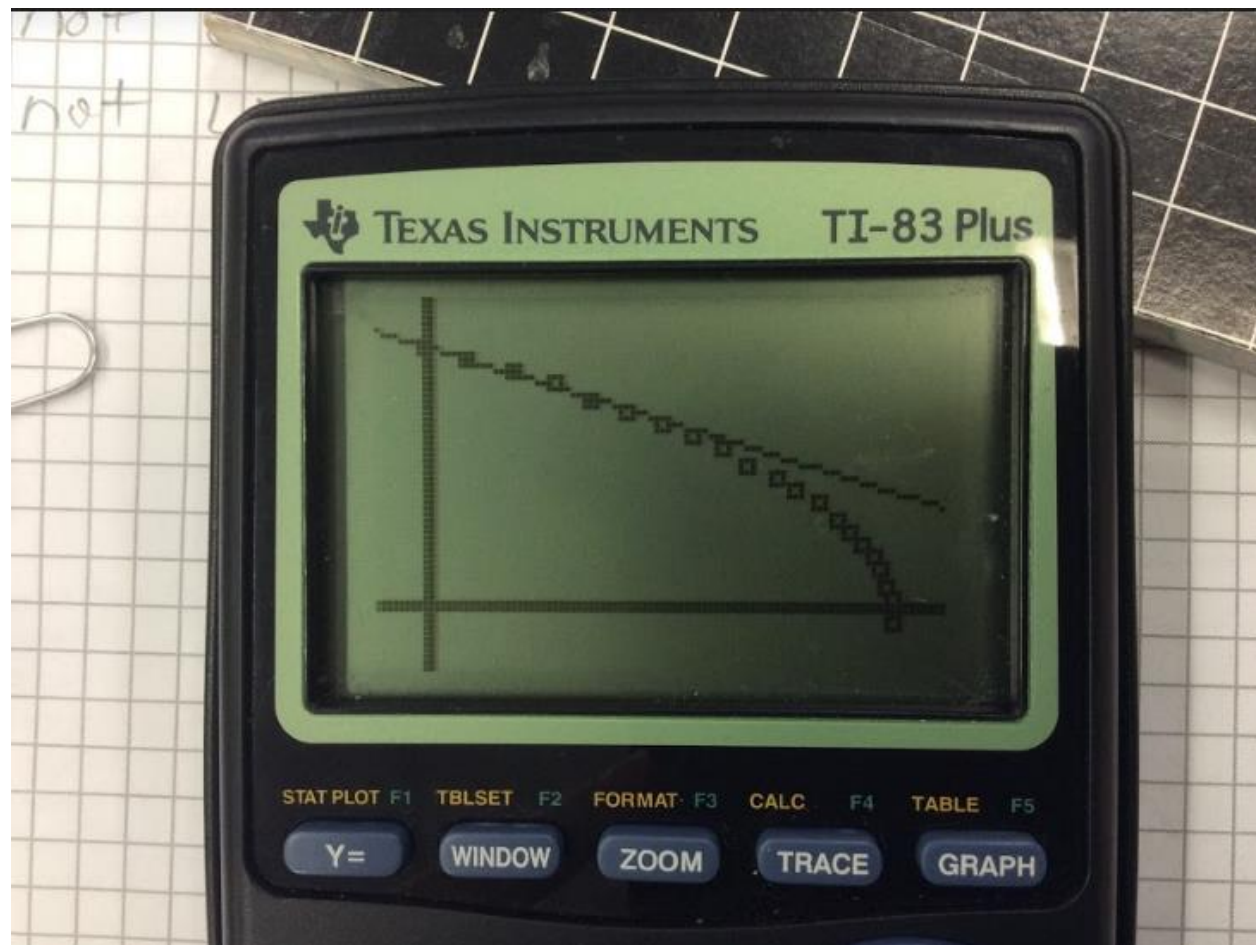 not
not
TEXAS INSTRUMENTS TI-83 Plus
STAT PLOT F1 TBLSET F2 FORMAT F3 CALC F4 TABLE F5
Y= WINDOW ZOOM TRACE GRAPH